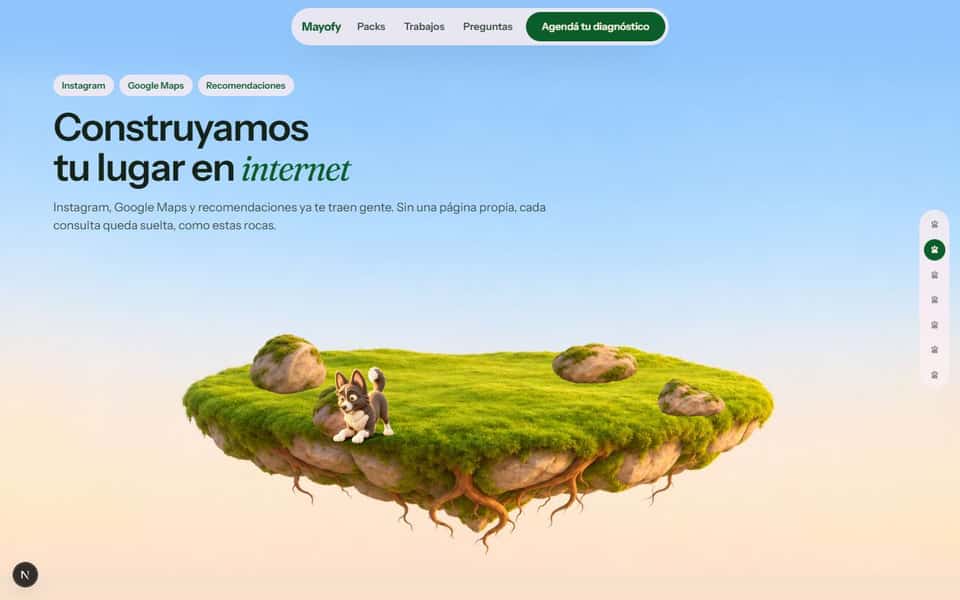 Mayofy Packs Trabajos Preguntas Agendá tu diagnóstico
Instagram Google Maps Recomendaciones
Construyamos
tu lugar en internet
Instagram, Google Maps y recomendaciones ya te traen gente. Sin una página propia, cada
consulta queda suelta, como estas rocas.
N